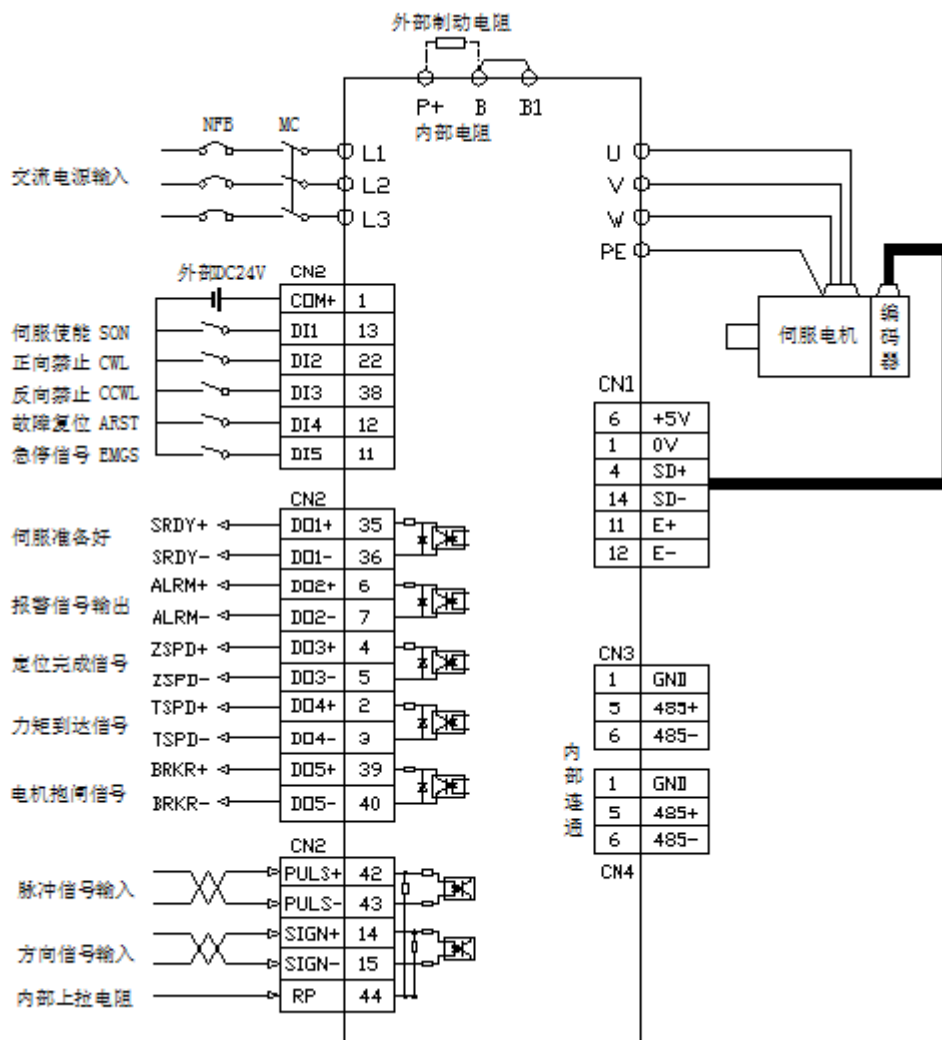 外部制动电阻
P+ B B1
内部电阻
NFB MC
交流电源输入
L1
L2
L3
U
V
W
PE
伺服电机
编码器
外部DC24V
CN2
COM+ 1
伺服使能 SON DI1 13
正向禁止 CWL DI2 22
反向禁止 CCWL DI3 38
故障复位 ARST DI4 12
急停信号 EMGS DI5 11
CN1
6 +5V
1 0V
4 SD+
14 SD-
11 E+
12 E-
CN2
伺服准备好
SRDY+ DO1+ 35
SRDY- DO1- 36
报警信号输出
ALRM+ DO2+ 6
ALRM- DO2- 7
定位完成信号
ZSPD+ DO3+ 4
ZSPD- DO3- 5
力矩到达信号
TSPD+ DO4+ 2
TSPD- DO4- 3
电机抱闸信号
BRKR+ DO5+ 39
BRKR- DO5- 40
CN3
1 GND
5 485+
6 485-
内部连通
1 GND
5 485+
6 485-
CN4
CN2
脉冲信号输入
PULS+ 42
PULS- 43
方向信号输入
SIGN+ 14
SIGN- 15
内部上拉电阻 RP 44